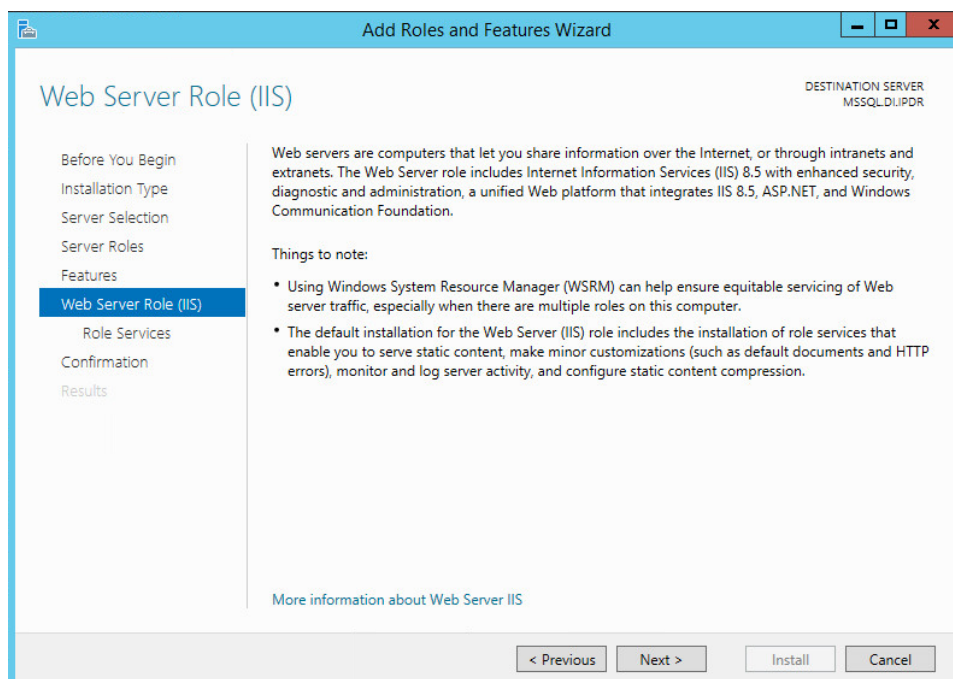 Add Roles and Features Wizard
Web Server Role (IIS)
DESTINATION SERVER
MSSQL.DI.IPDR
Before You Begin
Installation Type
Server Selection
Server Roles
Features
Web Server Role (IIS)
Role Services
Confirmation
Results
Web servers are computers that let you share information over the Internet, or through intranets and
extranets. The Web Server role includes Internet Information Services (IIS) 8.5 with enhanced security,
diagnostic and administration, a unified Web platform that integrates IIS 8.5, ASP.NET, and Windows
Communication Foundation.
Things to note:
• Using Windows System Resource Manager (WSRM) can help ensure equitable servicing of Web
server traffic, especially when there are multiple roles on this computer.
• The default installation for the Web Server (IIS) role includes the installation of role services that
enable you to serve static content, make minor customizations (such as default documents and HTTP
errors), monitor and log server activity, and configure static content compression.
More information about Web Server IIS
< Previous
Next >
Install
Cancel